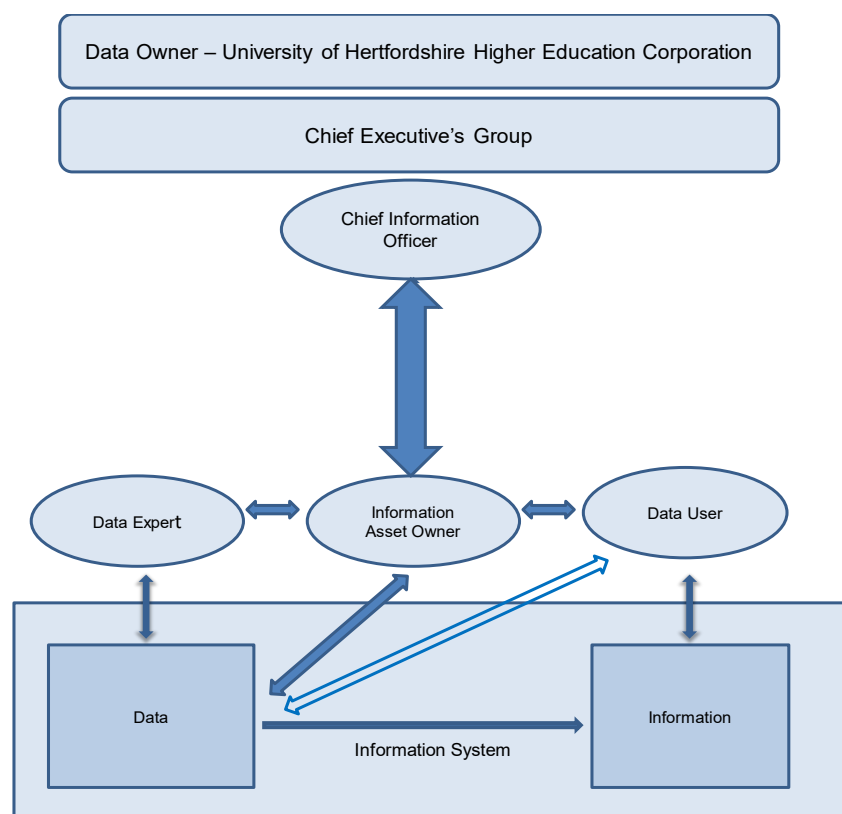 Data Owner – University of Hertfordshire Higher Education Corporation
Chief Executive's Group
Chief Information
Officer
Data Expert
Information
Asset Owner
Data User
Data
Information
Information System